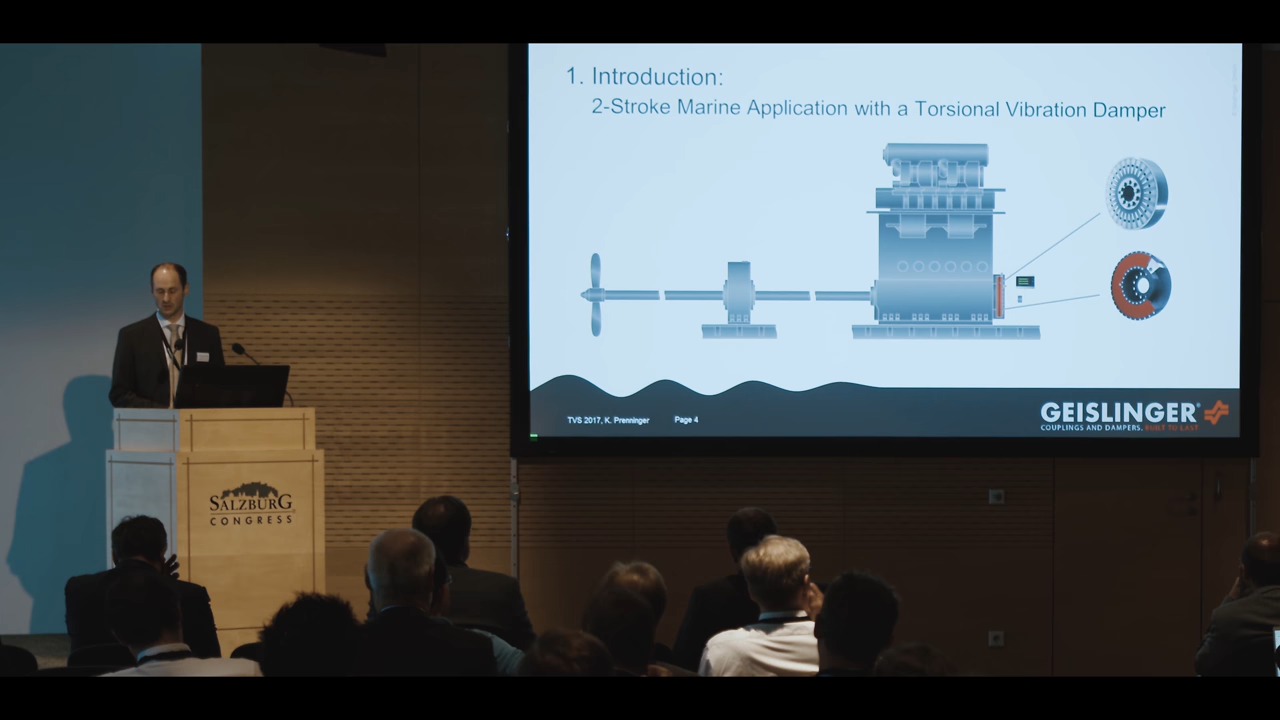 1. Introduction:
2-Stroke Marine Application with a Torsional Vibration Damper
TVS 2017, K. Prenninger Page 4
GEISLINGER®
COUPLINGS AND DAMPERS. BUILT TO LAST
SALZBURG
CONGRESS